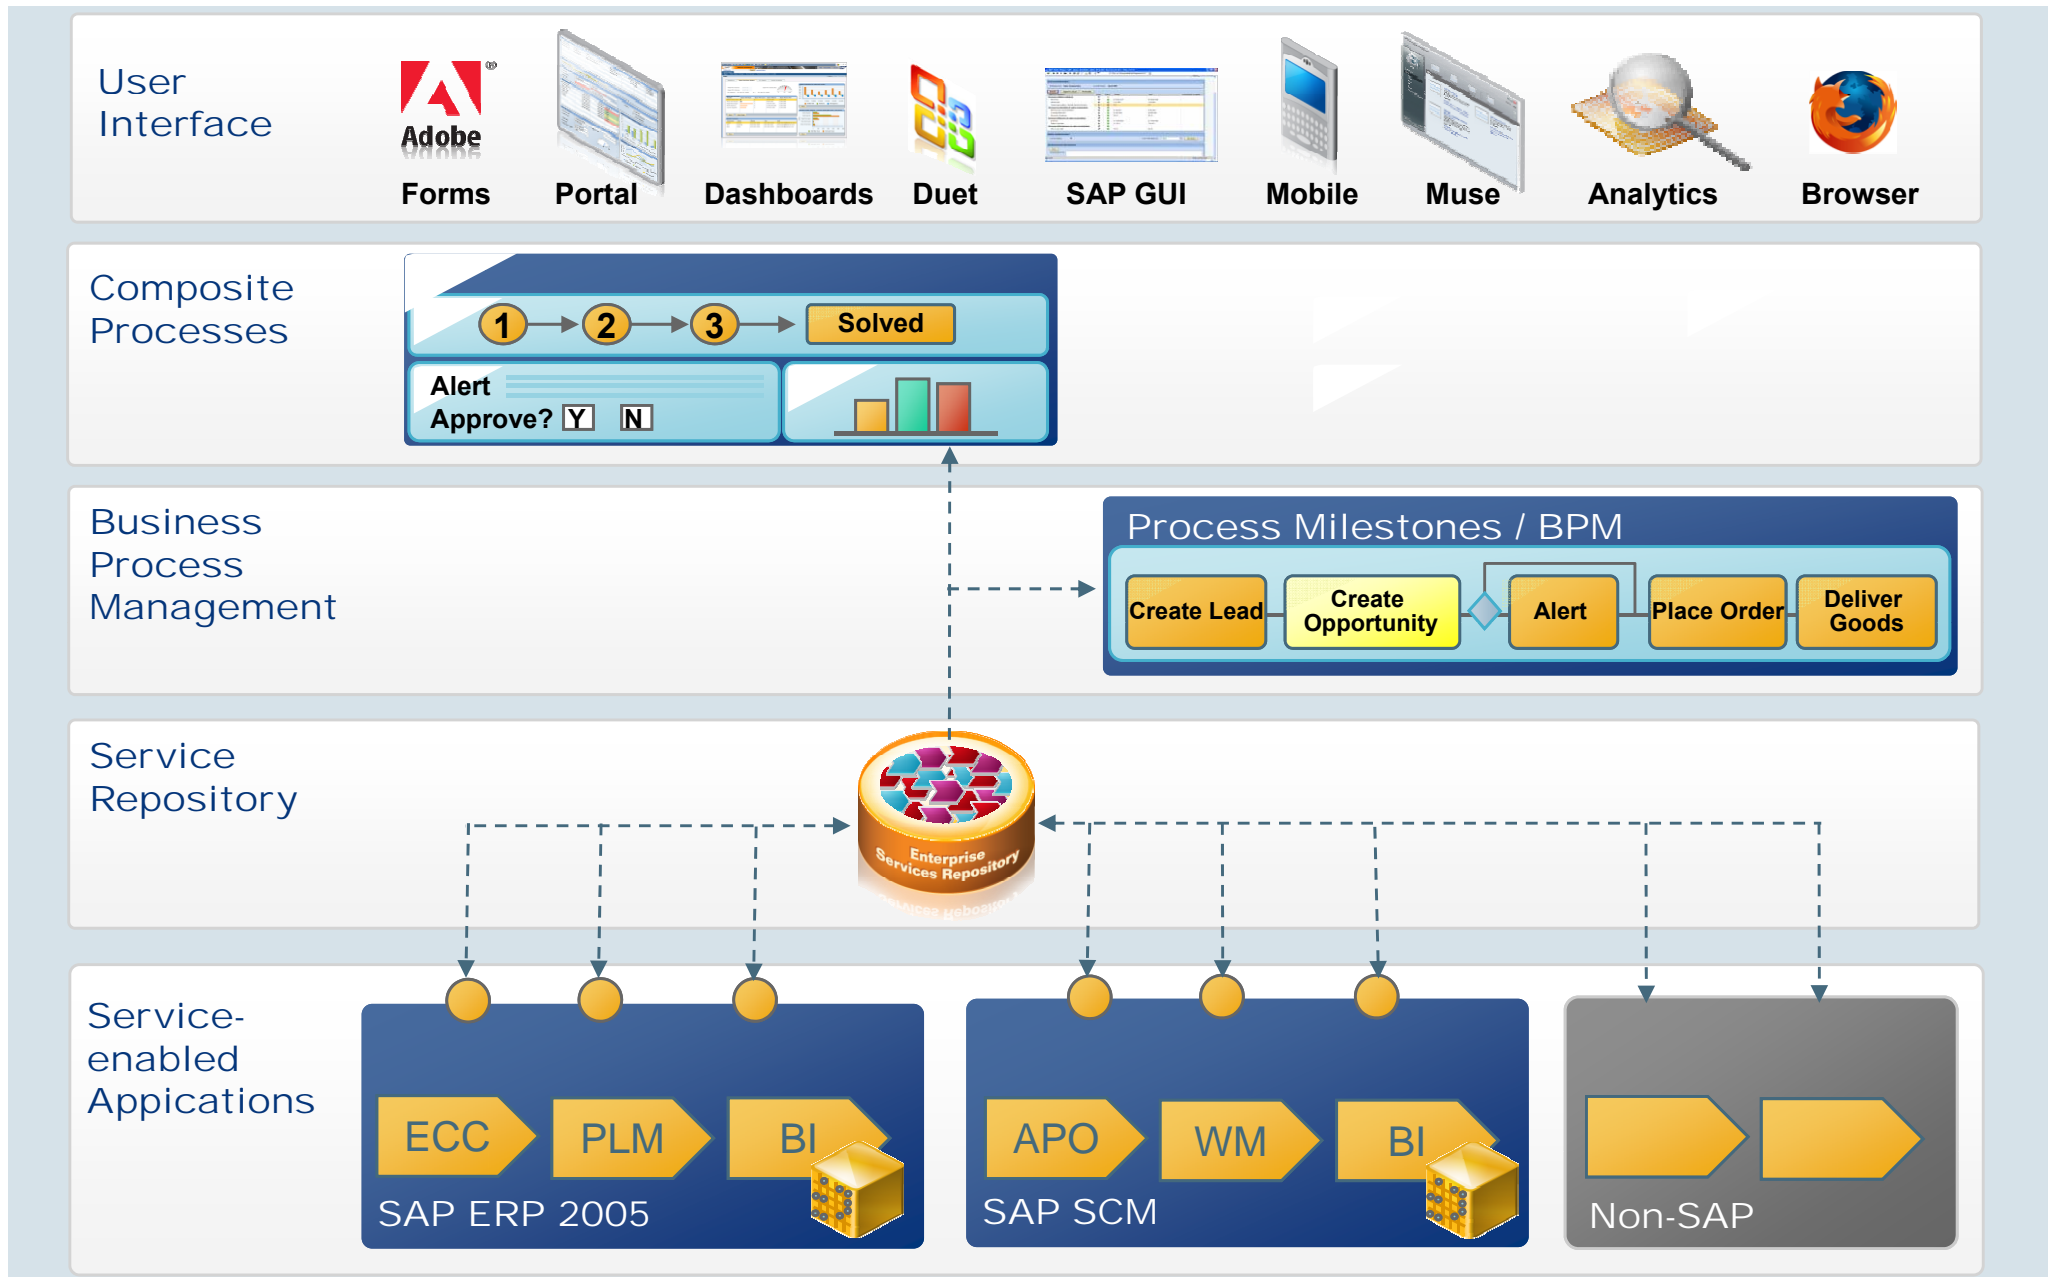 User
Interface
Adobe
®
Forms
Portal
Dashboards
Duet
SAP GUI
Mobile
Muse
Analytics
Browser
Composite
Processes
1
2
3
Solved
Alert
Approve? Y N
Business
Process
Management
Process Milestones / BPM
Create Lead
Create
Opportunity
Alert
Place Order
Deliver
Goods
Service
Repository
Enterprise
Services Repository
Service-
enabled
Appications
ECC
PLM
BI
SAP ERP 2005
APO
WM
BI
SAP SCM
Non-SAP